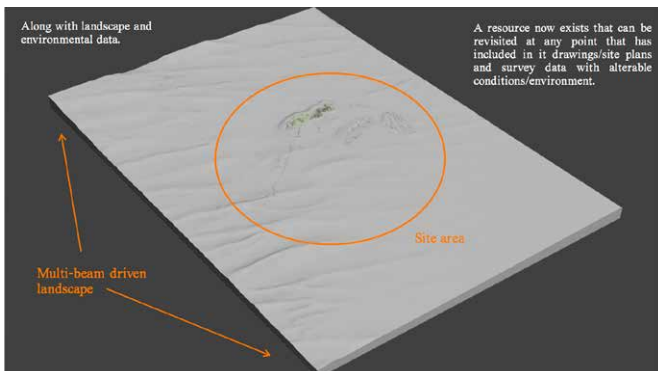 Along with landscape and
environmental data.
A resource now exists that can be
revisited at any point that has
included in it drawings/site plans
and survey data with alterable
conditions/environment.
Site area
Multi-beam driven
landscape